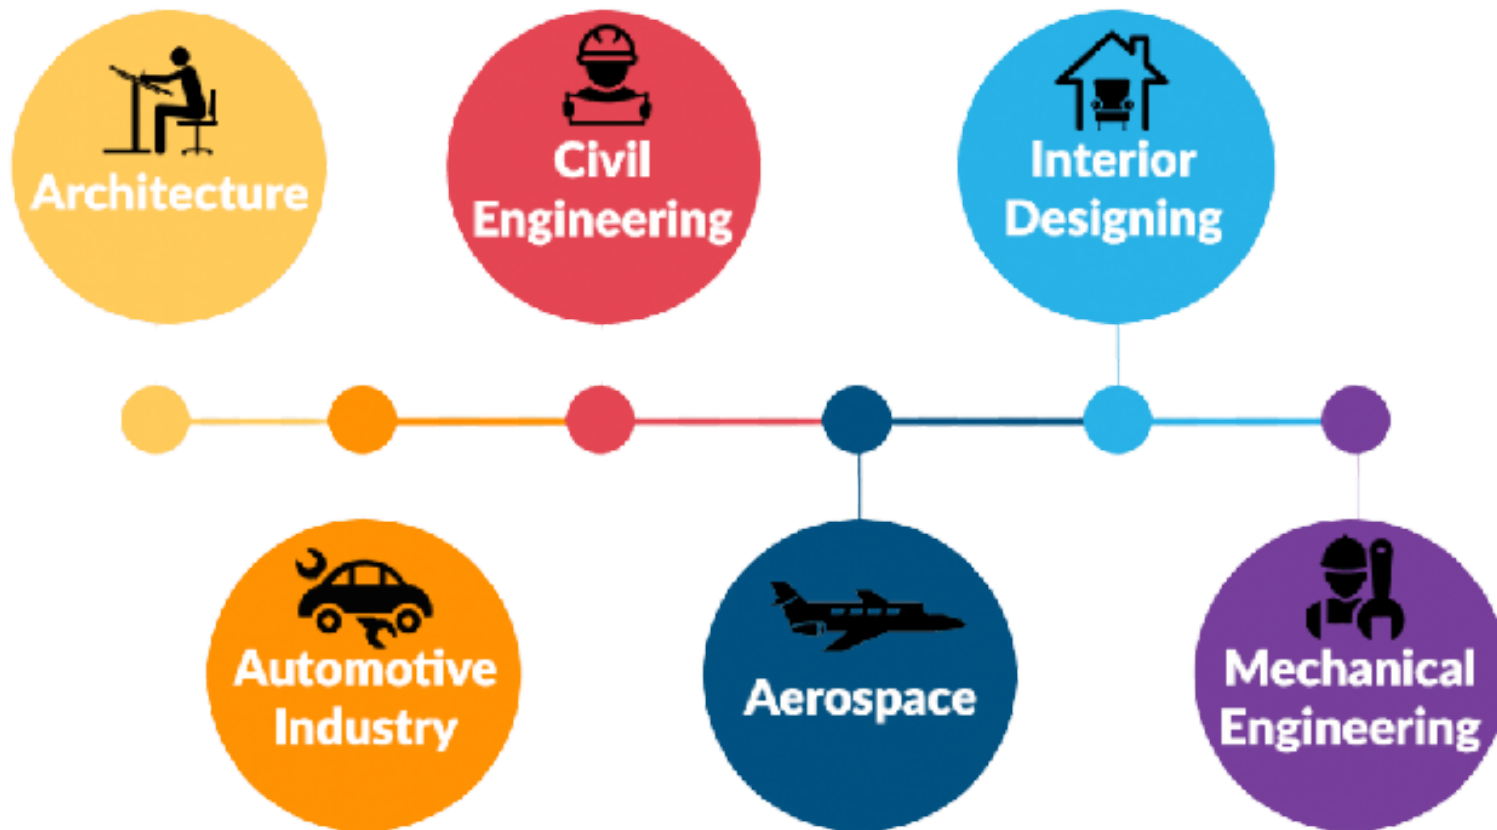 Architecture
Civil
Engineering
Interior
Designing
Automotive
Industry
Aerospace
Mechanical
Engineering